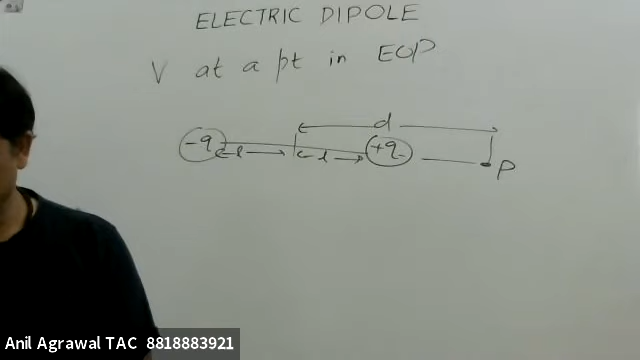 ELECTRIC DIPOLE
V at a pt in EOP
d
-q l l +q P
Anil Agrawal TAC 8818883921